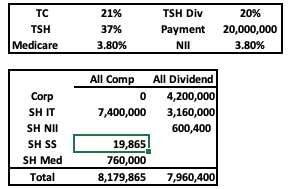 TC 21% TSH Div 20%
TSH 37% Payment 20,000,000
Medicare 3.80% NII 3.80%
All Comp All Dividend
Corp 0 4,200,000
SH IT 7,400,000 3,160,000
SH NII 600,400
SH SS 19,865
SH Med 760,000
Total 8,179,865 7,960,400